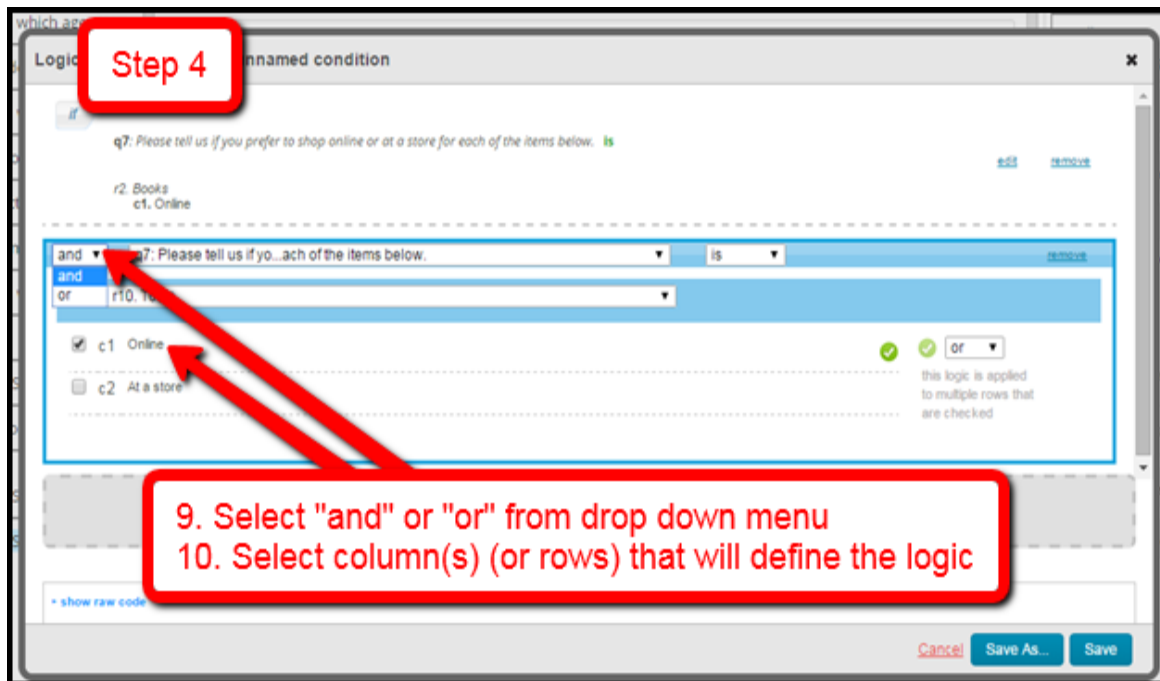 which age
Logic
Step 4
nnamed condition
if
q7: Please tell us if you prefer to shop online or at a store for each of the items below. is
edit remove
r2. Books
c1. Online
and q7: Please tell us if yo...ach of the items below. is remove
and
or r10.
c1 Online
or
c2 At a store
this logic is applied
to multiple rows that
are checked
9. Select "and" or "or" from drop down menu
10. Select column(s) (or rows) that will define the logic
show raw code
Cancel Save As... Save